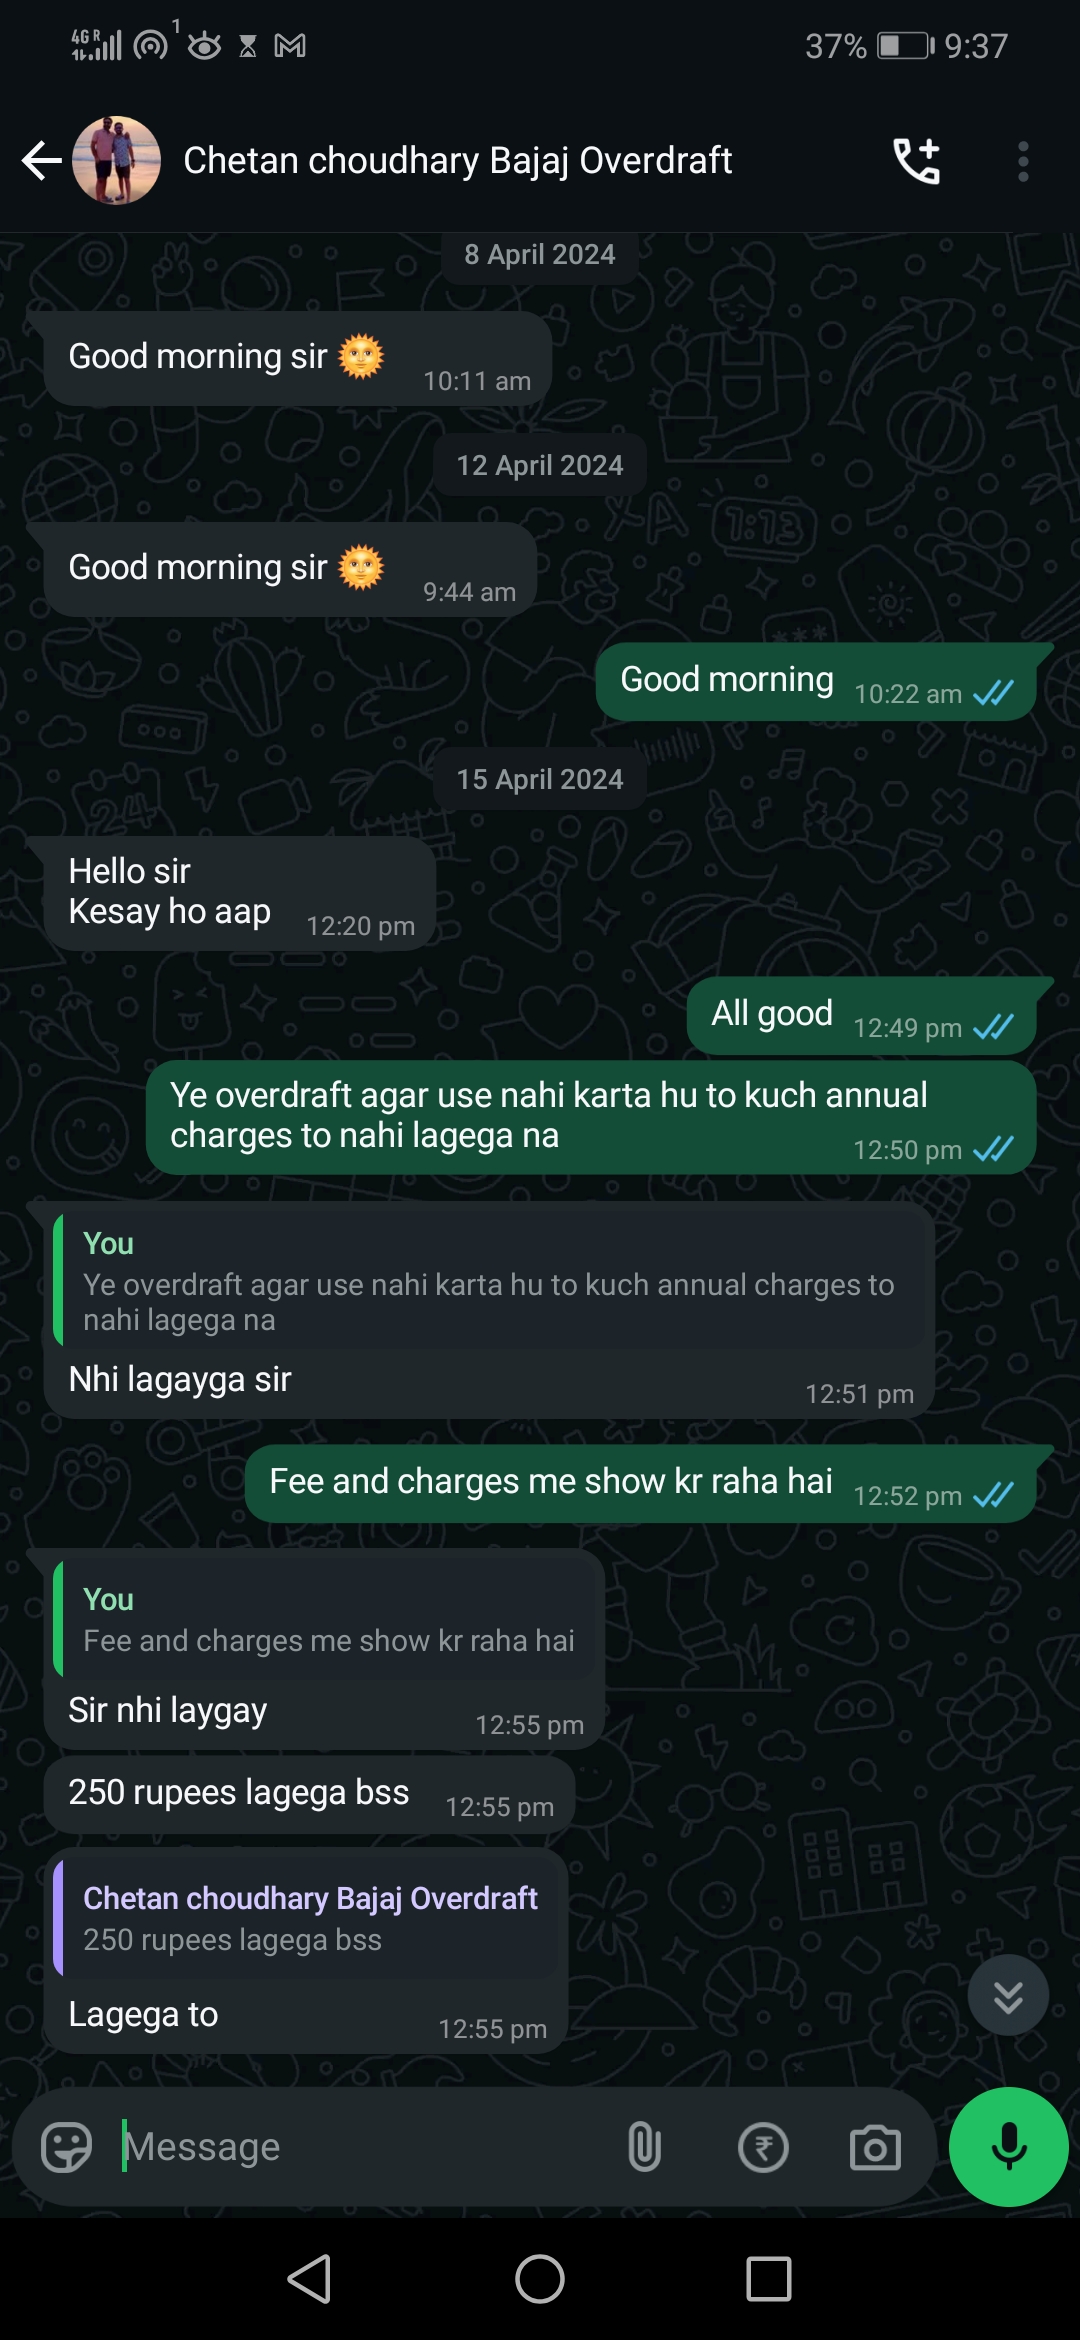 4G R
1
37%
9:37
Chetan choudhary Bajaj Overdraft
8 April 2024
Good morning sir 🌞
10:11 am
12 April 2024
Good morning sir 🌞
9:44 am
Good morning
10:22 am
15 April 2024
Hello sir
Kesay ho aap
12:20 pm
All good
12:49 pm
Ye overdraft agar use nahi karta hu to kuch annual
charges to nahi lagega na
12:50 pm
You
Ye overdraft agar use nahi karta hu to kuch annual charges to
nahi lagega na
Nhi lagayga sir
12:51 pm
Fee and charges me show kr raha hai
12:52 pm
You
Fee and charges me show kr raha hai
Sir nhi laygay
12:55 pm
250 rupees lagega bss
12:55 pm
Chetan choudhary Bajaj Overdraft
250 rupees lagega bss
Lagega to
12:55 pm
Message